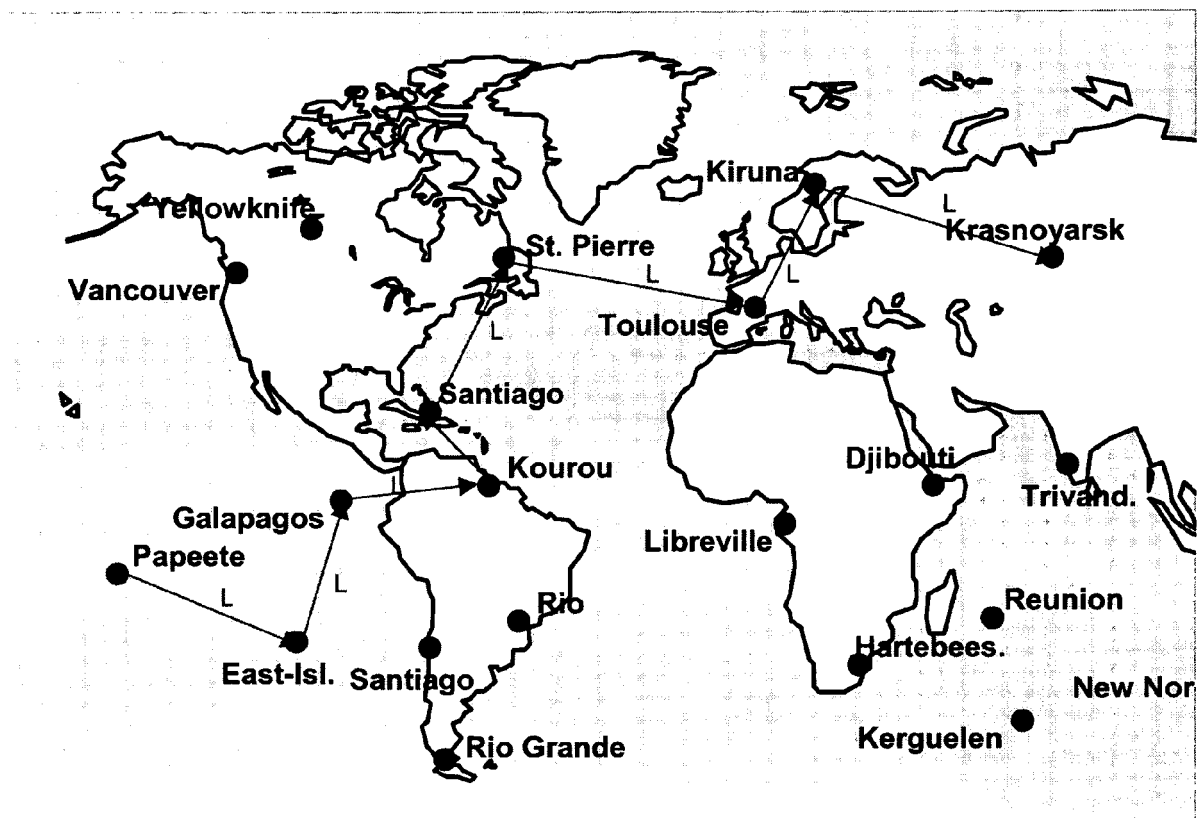 Kiruna
Yellowknife
L
Krasnoyarsk
St. Pierre
L
L
Vancouver
Toulouse
L
Santiago
Djibouti
Kourou
L
Trivand.
Galapagos
Libreville
Papeete
L
L
Rio
Reunion
Hartebees.
East-Isl.
Santiago
New Nor
Kerguelen
Rio Grande